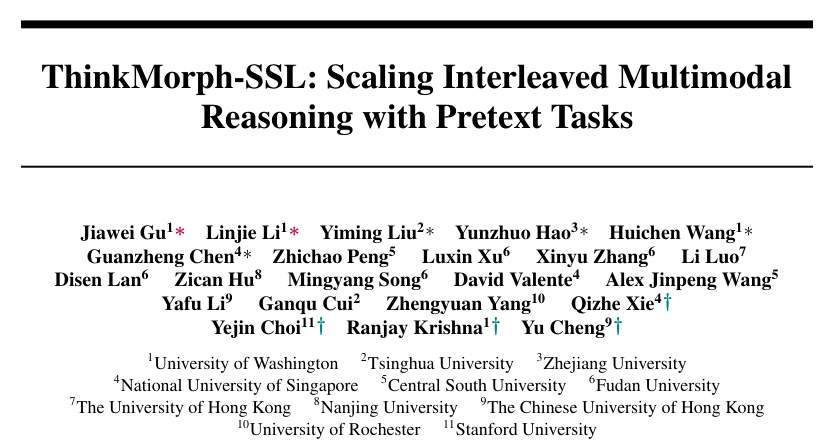 ThinkMorph-SSL: Scaling Interleaved Multimodal
Reasoning with Pretext Tasks
Jiawei Gu1* Linjie Li1* Yiming Liu2* Yunzhuo Hao3* Huichen Wang1*
Guanzheng Chen4* Zhichao Peng5 Luxin Xu6 Xinyu Zhang6 Li Luo7
Disen Lan6 Zican Hu8 Mingyang Song6 David Valente4 Alex Jinpeng Wang5
Yafu Li9 Ganqu Cui2 Zhengyuan Yang10 Qizhe Xie4†
Yejin Choi11† Ranjay Krishna1† Yu Cheng9†
1University of Washington 2Tsinghua University 3Zhejiang University
4National University of Singapore 5Central South University 6Fudan University
7The University of Hong Kong 8Nanjing University 9The Chinese University of Hong Kong
10University of Rochester 11Stanford University